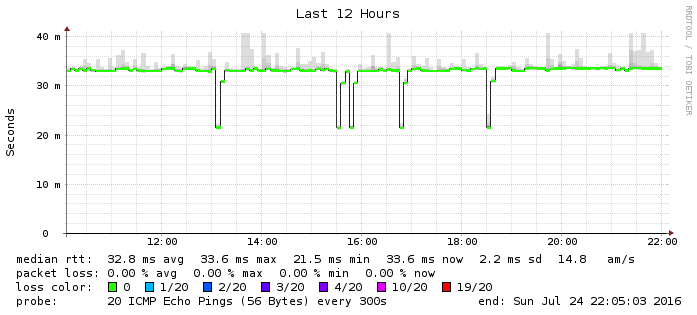 Last 12 Hours
RRDTOOL / TOBI OETIKER
Seconds
40 m
30 m
20 m
10 m
0
12:00 14:00 16:00 18:00 20:00 22:00
median rtt: 32.8 ms avg 33.6 ms max 21.5 ms min 33.6 ms now 2.2 ms sd 14.8 am/s
packet loss: 0.00 % avg 0.00 % max 0.00 % min 0.00 % now
loss color: 0 1/20 2/20 3/20 4/20 10/20 19/20
probe: 20 ICMP Echo Pings (56 Bytes) every 300s end: Sun Jul 24 22:05:03 2016